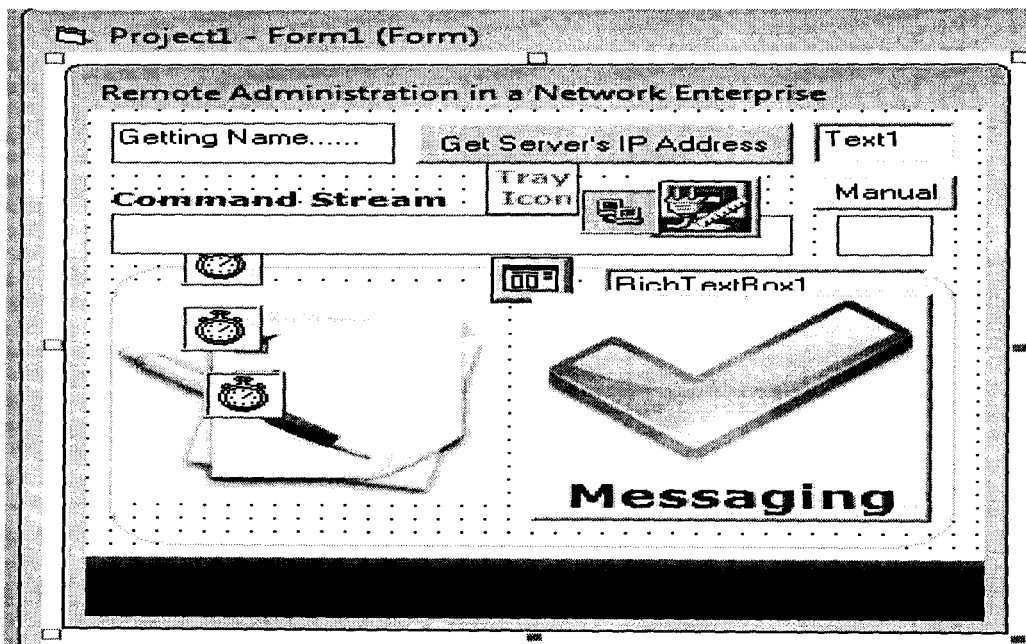 Project1 - Form1 (Form)
Remote Administration in a Network Enterprise
Getting Name......
Get Server's IP Address
Text1
Tray
Icon
Command Stream
Manual
RichTextBox1
Messaging